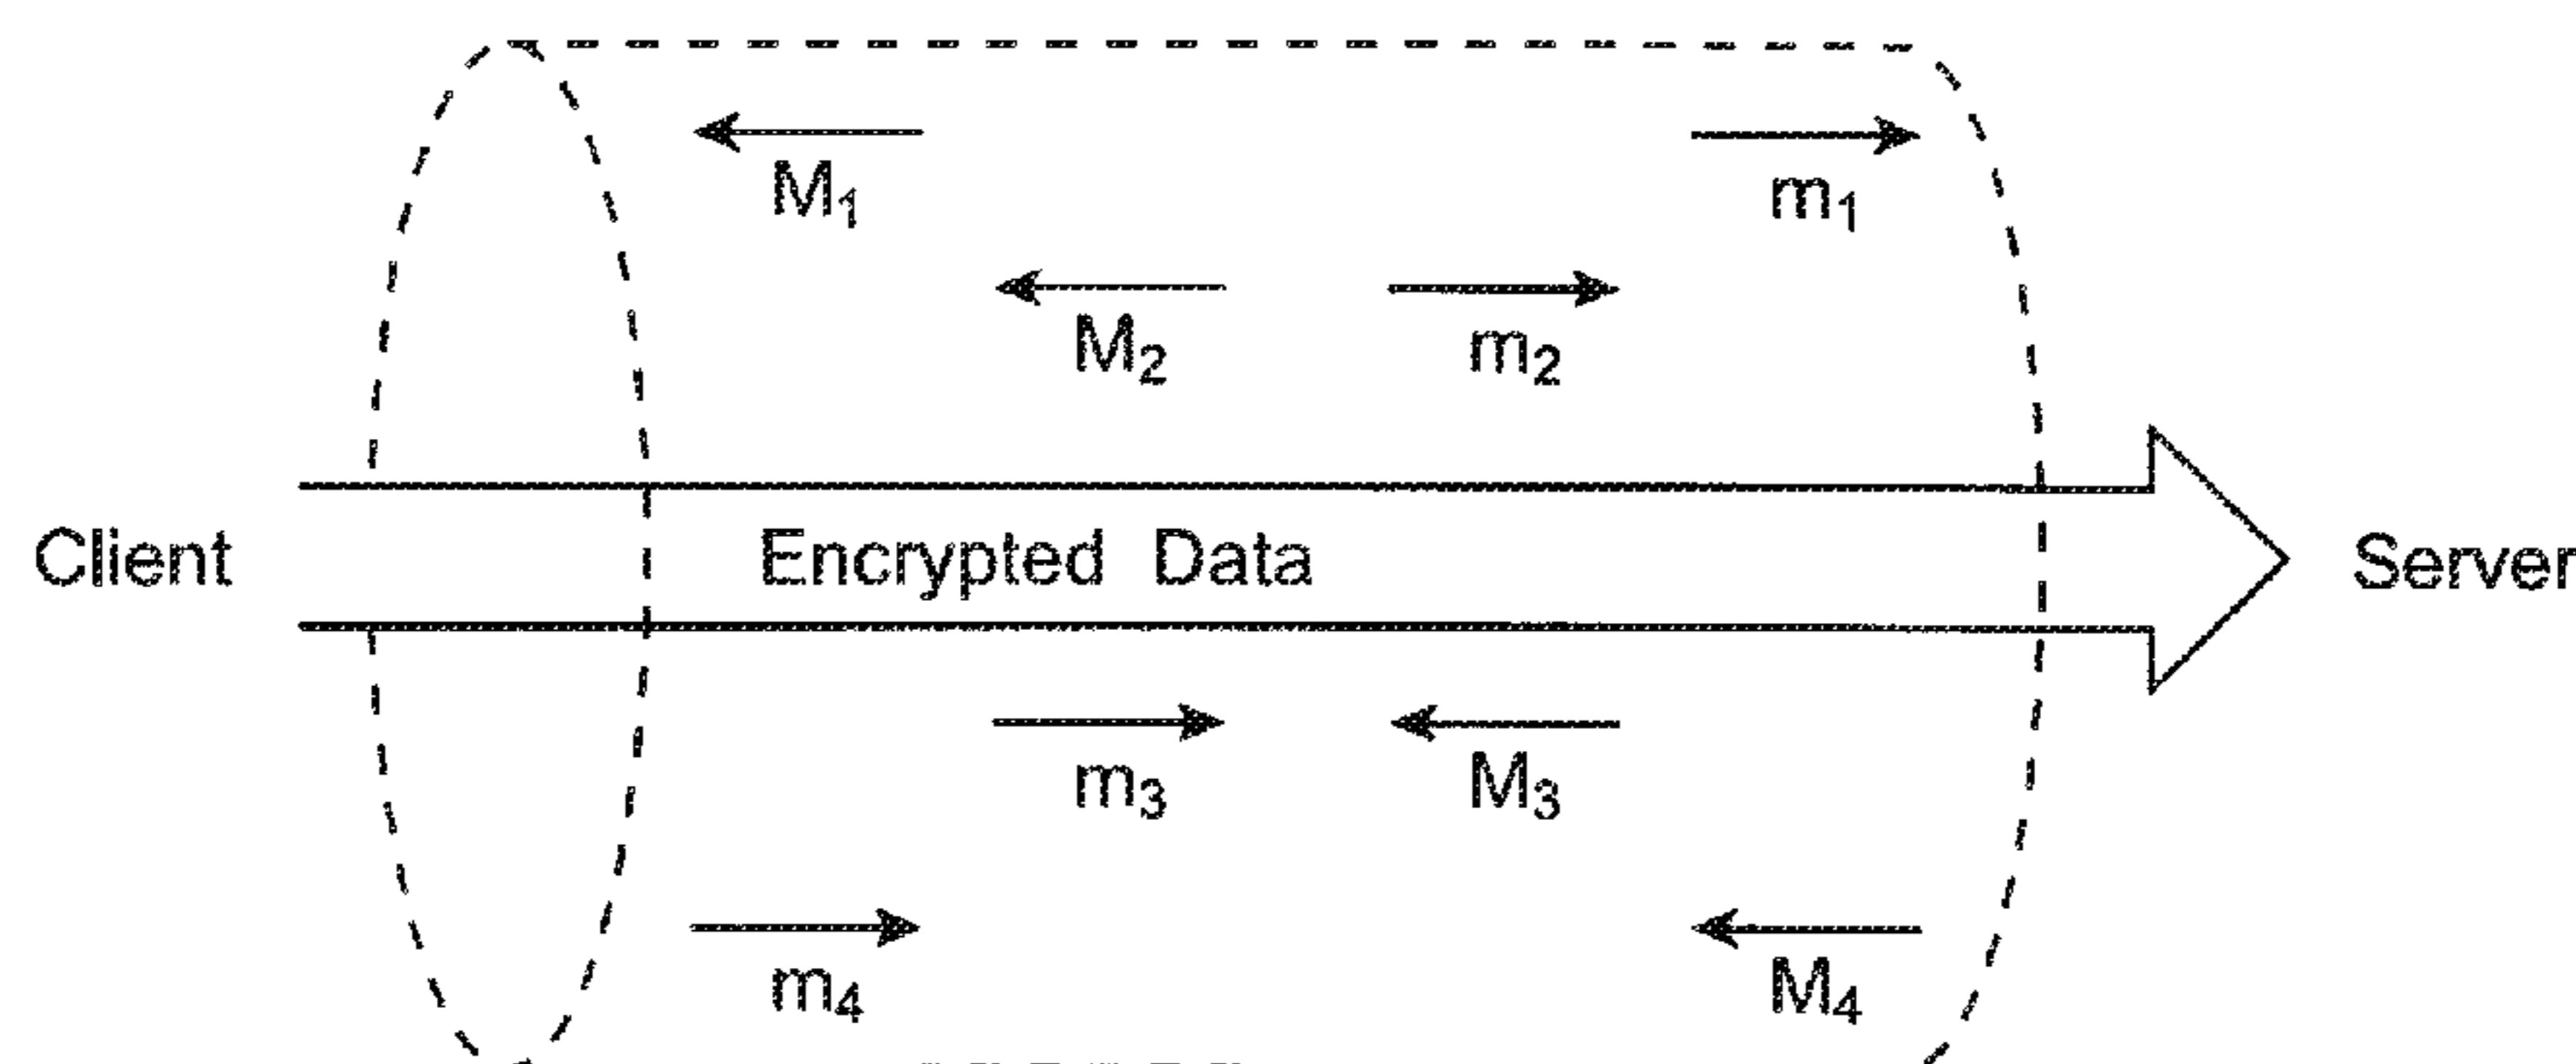 M₁ m₁
M₂ m₂
Client Encrypted Data Server
m₃ M₃
m₄ M₄